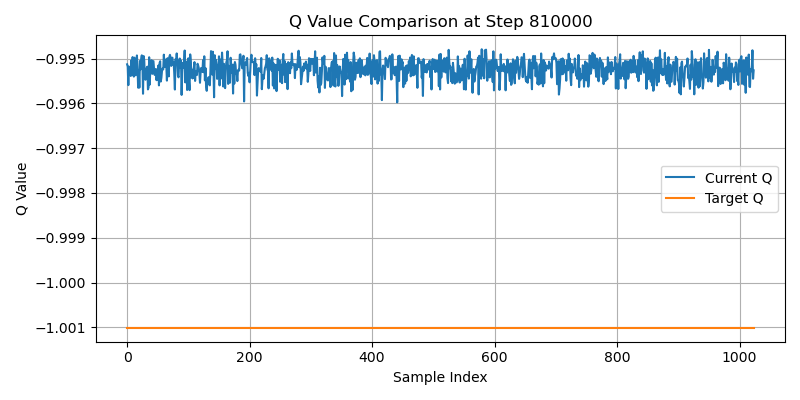 Q Value Comparison at Step 810000
−0.995
−0.996
−0.997
−0.998
−0.999
−1.000
−1.001
Q Value
Current Q
Target Q
0 200 400 600 800 1000
Sample Index